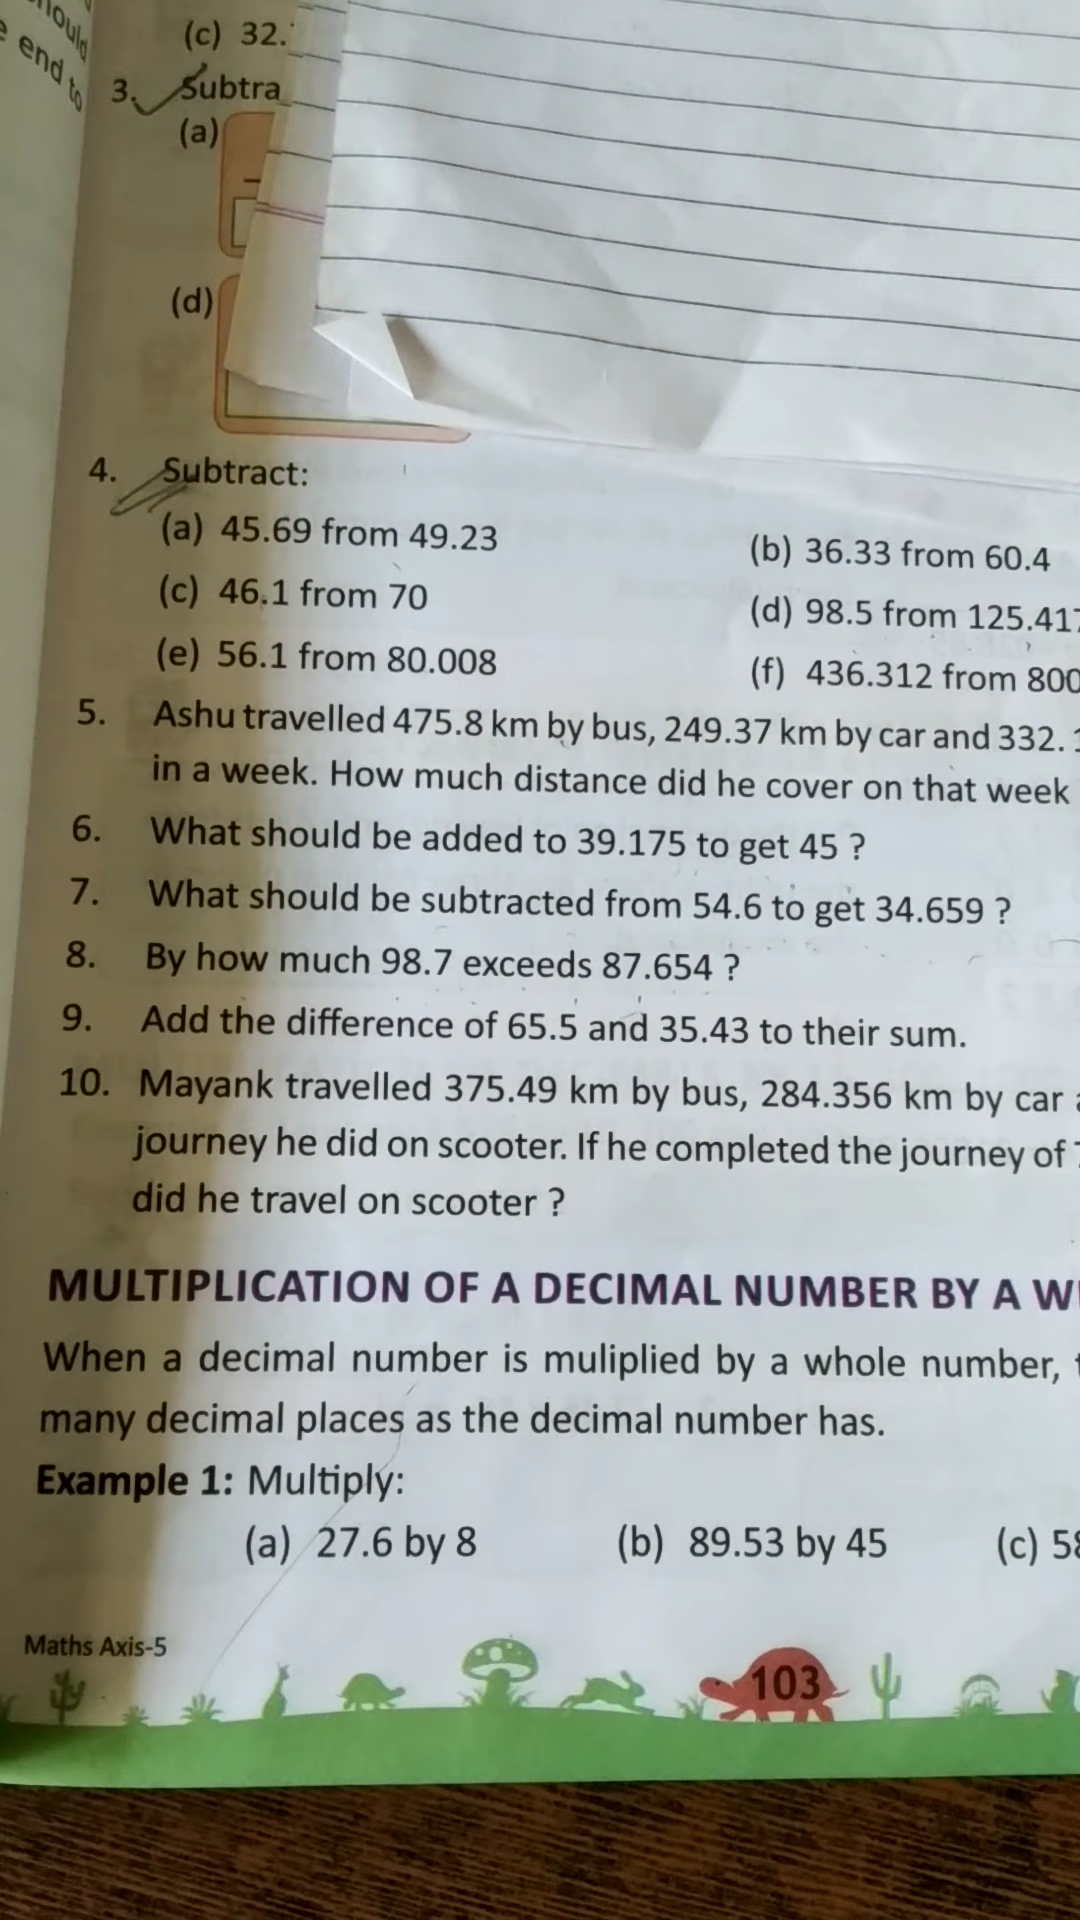 hould
end to
(c) 32.
3. Subtra
(a)
(d)
4. Subtract:
(a) 45.69 from 49.23 (b) 36.33 from 60.4
(c) 46.1 from 70 (d) 98.5 from 125.417
(e) 56.1 from 80.008 (f) 436.312 from 800
5. Ashu travelled 475.8 km by bus, 249.37 km by car and 332.
in a week. How much distance did he cover on that week
6. What should be added to 39.175 to get 45 ?
7. What should be subtracted from 54.6 to get 34.659 ?
8. By how much 98.7 exceeds 87.654 ?
9. Add the difference of 65.5 and 35.43 to their sum.
10. Mayank travelled 375.49 km by bus, 284.356 km by car
journey he did on scooter. If he completed the journey of
did he travel on scooter ?
MULTIPLICATION OF A DECIMAL NUMBER BY A W
When a decimal number is muliplied by a whole number,
many decimal places as the decimal number has.
Example 1: Multiply:
(a) 27.6 by 8 (b) 89.53 by 45 (c) 58
Maths Axis-5
103